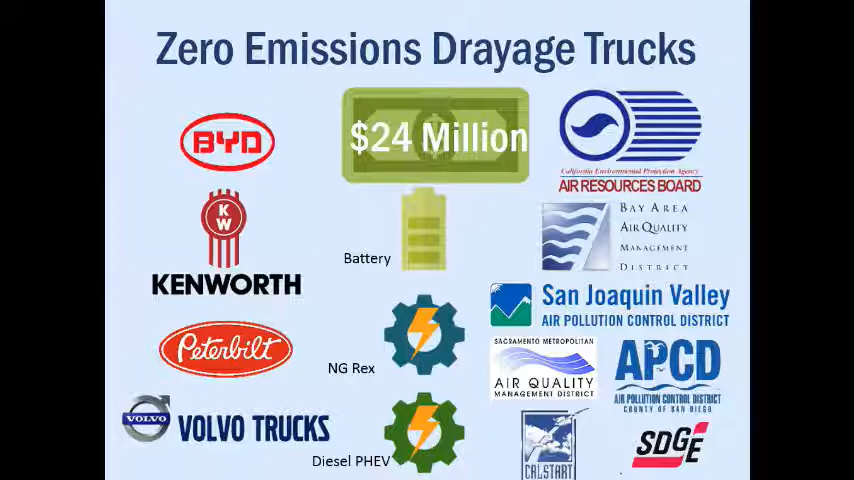 Zero Emissions Drayage Trucks
BYD
$24 Million
California Environmental Protection Agency
AIR RESOURCES BOARD
KW
KENWORTH
Battery
BAY AREA
AIR QUALITY
MANAGEMENT
DISTRICT
San Joaquin Valley
AIR POLLUTION CONTROL DISTRICT
Peterbilt
NG Rex
SACRAMENTO METROPOLITAN
AIR QUALITY
MANAGEMENT DISTRICT
APCD
AIR POLLUTION CONTROL DISTRICT
COUNTY OF SAN DIEGO
VOLVO
VOLVO TRUCKS
Diesel PHEV
CALSTART
SDGE